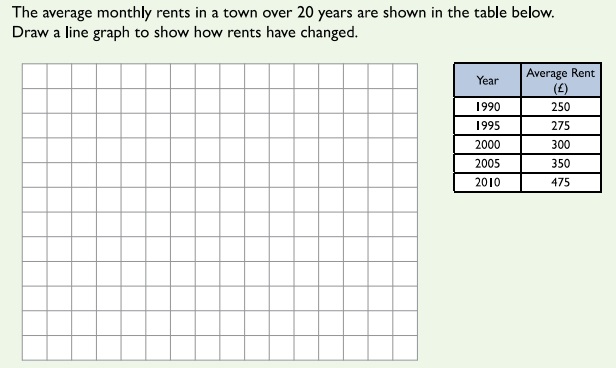 The average monthly rents in a town over 20 years are shown in the table below.
Draw a line graph to show how rents have changed.
Year Average Rent (£)
1990 250
1995 275
2000 300
2005 350
2010 475